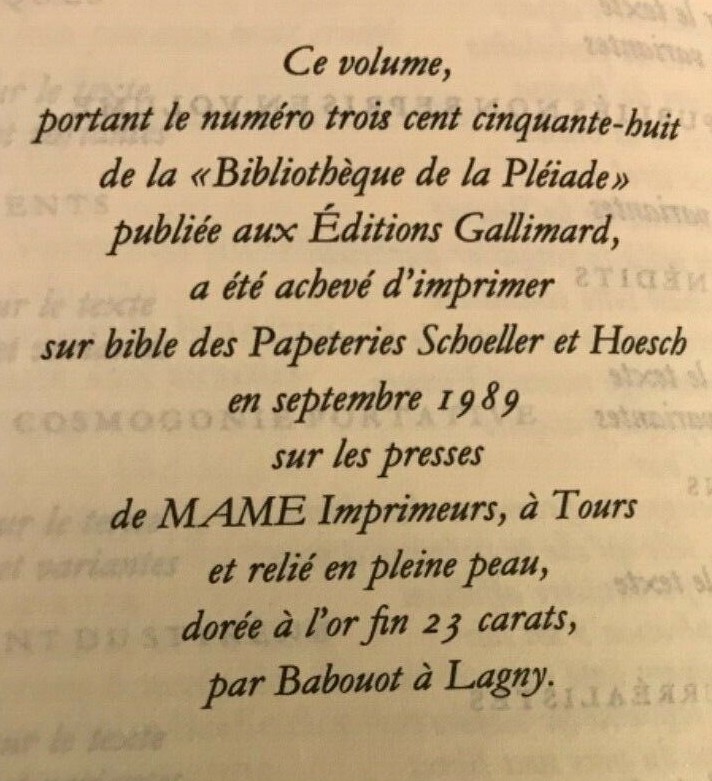 Ce volume,
portant le numéro trois cent cinquante-huit
de la «Bibliothèque de la Pléiade»
publiée aux Éditions Gallimard,
a été achevé d'imprimer
sur bible des Papeteries Schoeller et Hoesch
en septembre 1989
sur les presses
de MAME Imprimeurs, à Tours
et relié en pleine peau,
dorée à l'or fin 23 carats,
par Babouot à Lagny.